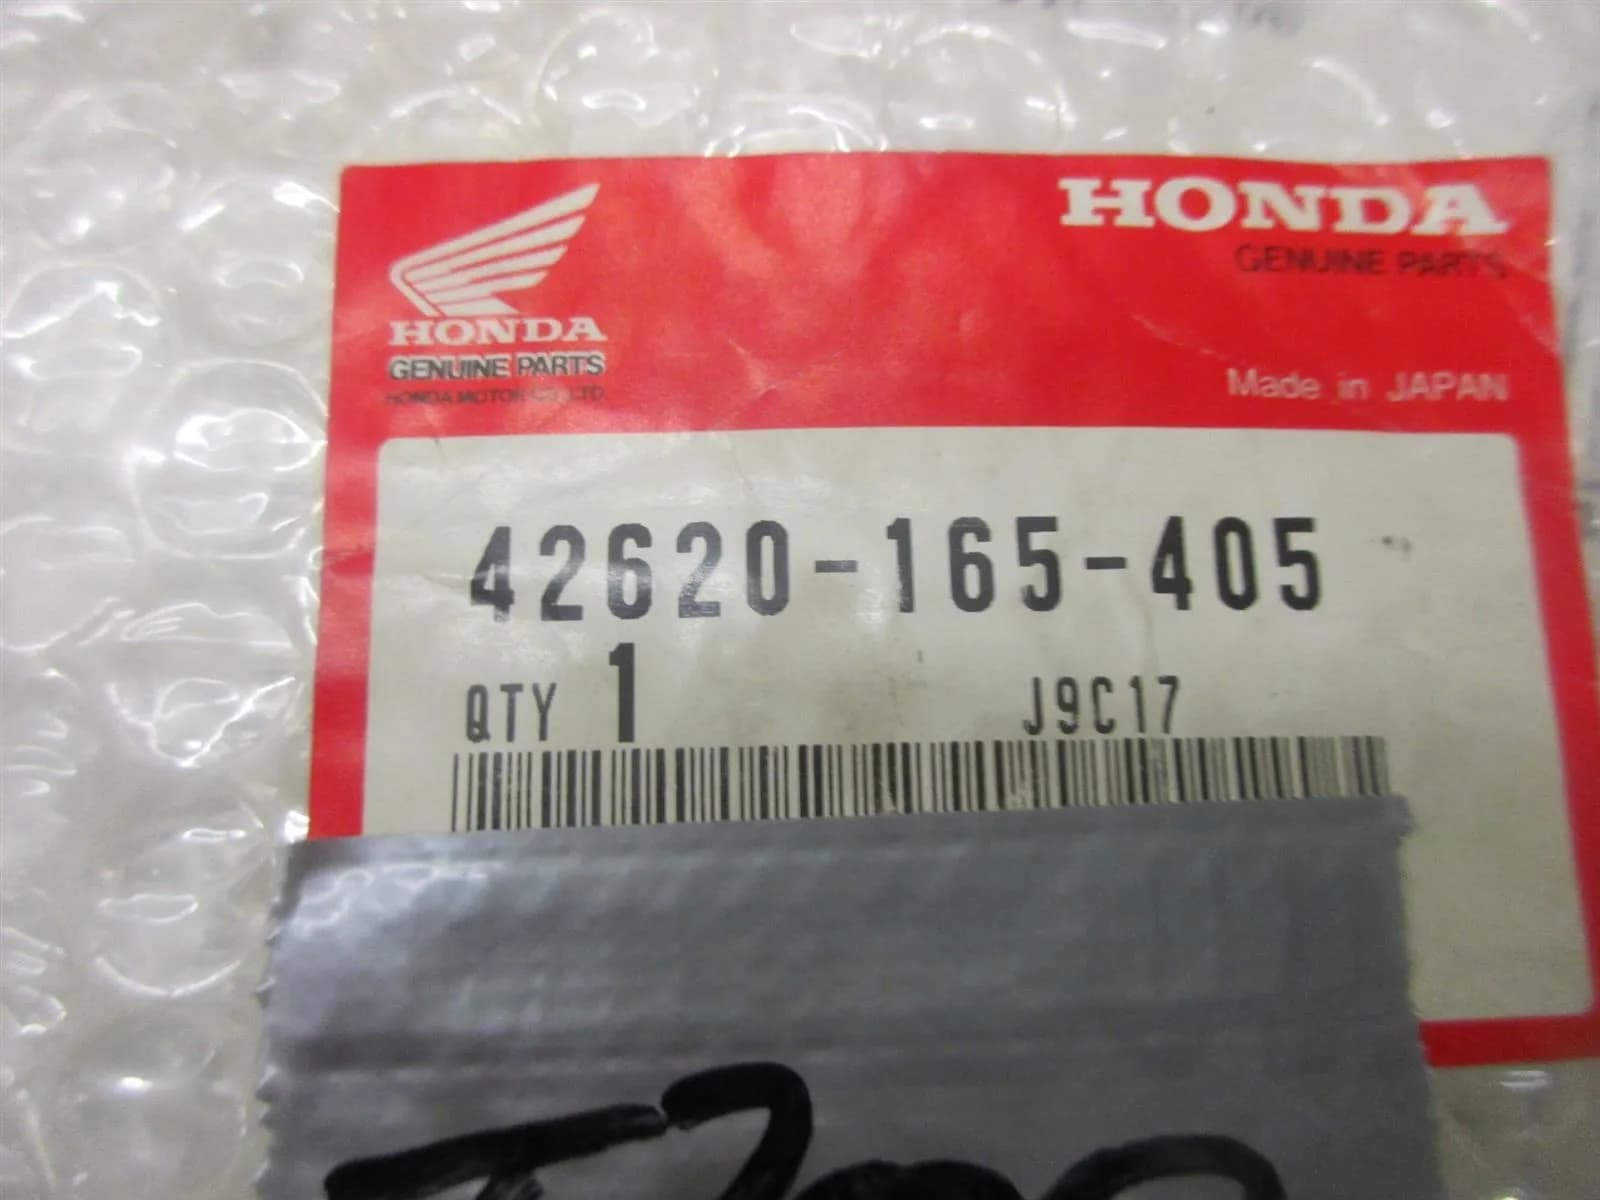 HONDA
GENUINE PARTS
HONDA MOTOR CO.,LTD.
HONDA
GENUINE PARTS
Made in JAPAN
42620-165-405
QTY 1 J9C17